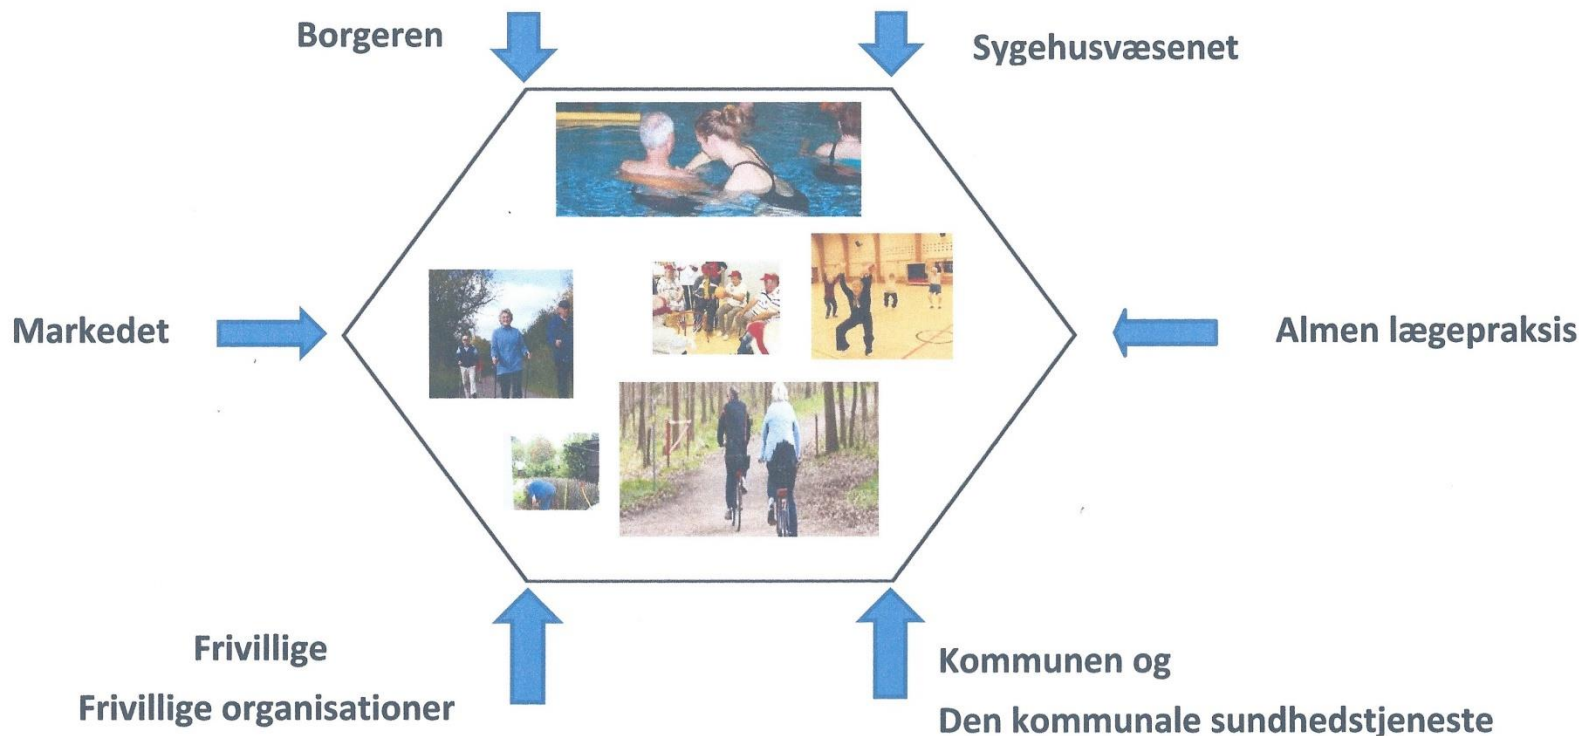 Borgeren
Sygehusvæsenet
Markedet
Almen lægepraksis
Frivillige
Frivillige organisationer
Kommunen og
Den kommunale sundhedstjeneste